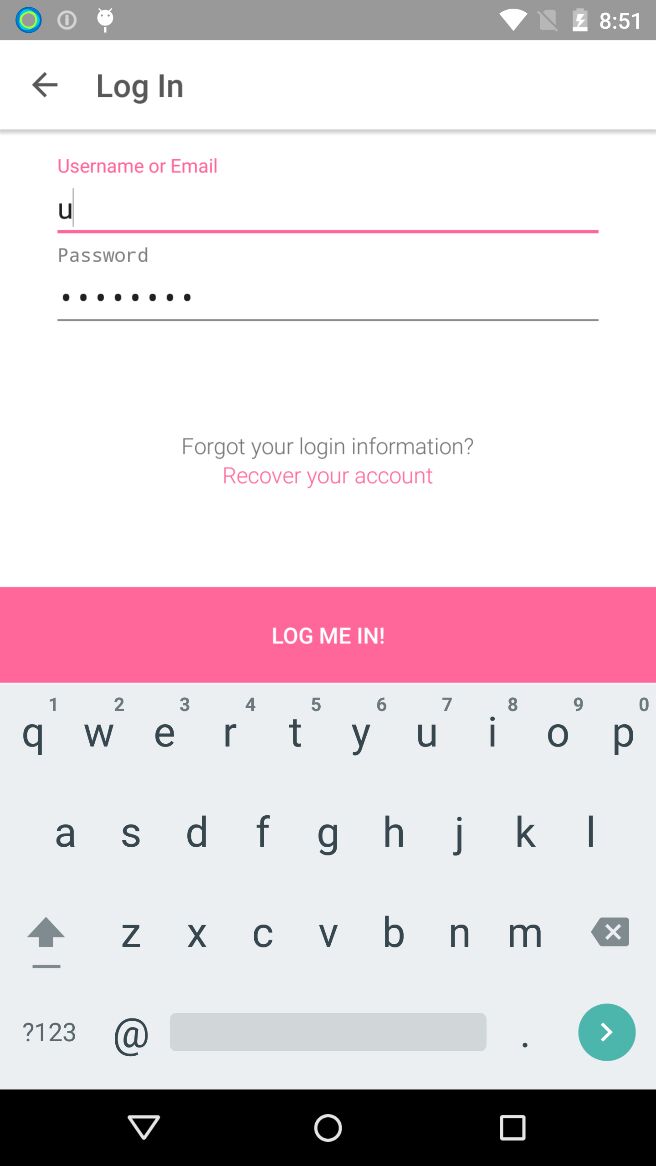 8:51
Log In
Username or Email
u
Password
••••••••
Forgot your login information?
Recover your account
LOG ME IN!
1 2 3 4 5 6 7 8 9 0
q w e r t y u i o p
a s d f g h j k l
z x c v b n m
?123 @ .